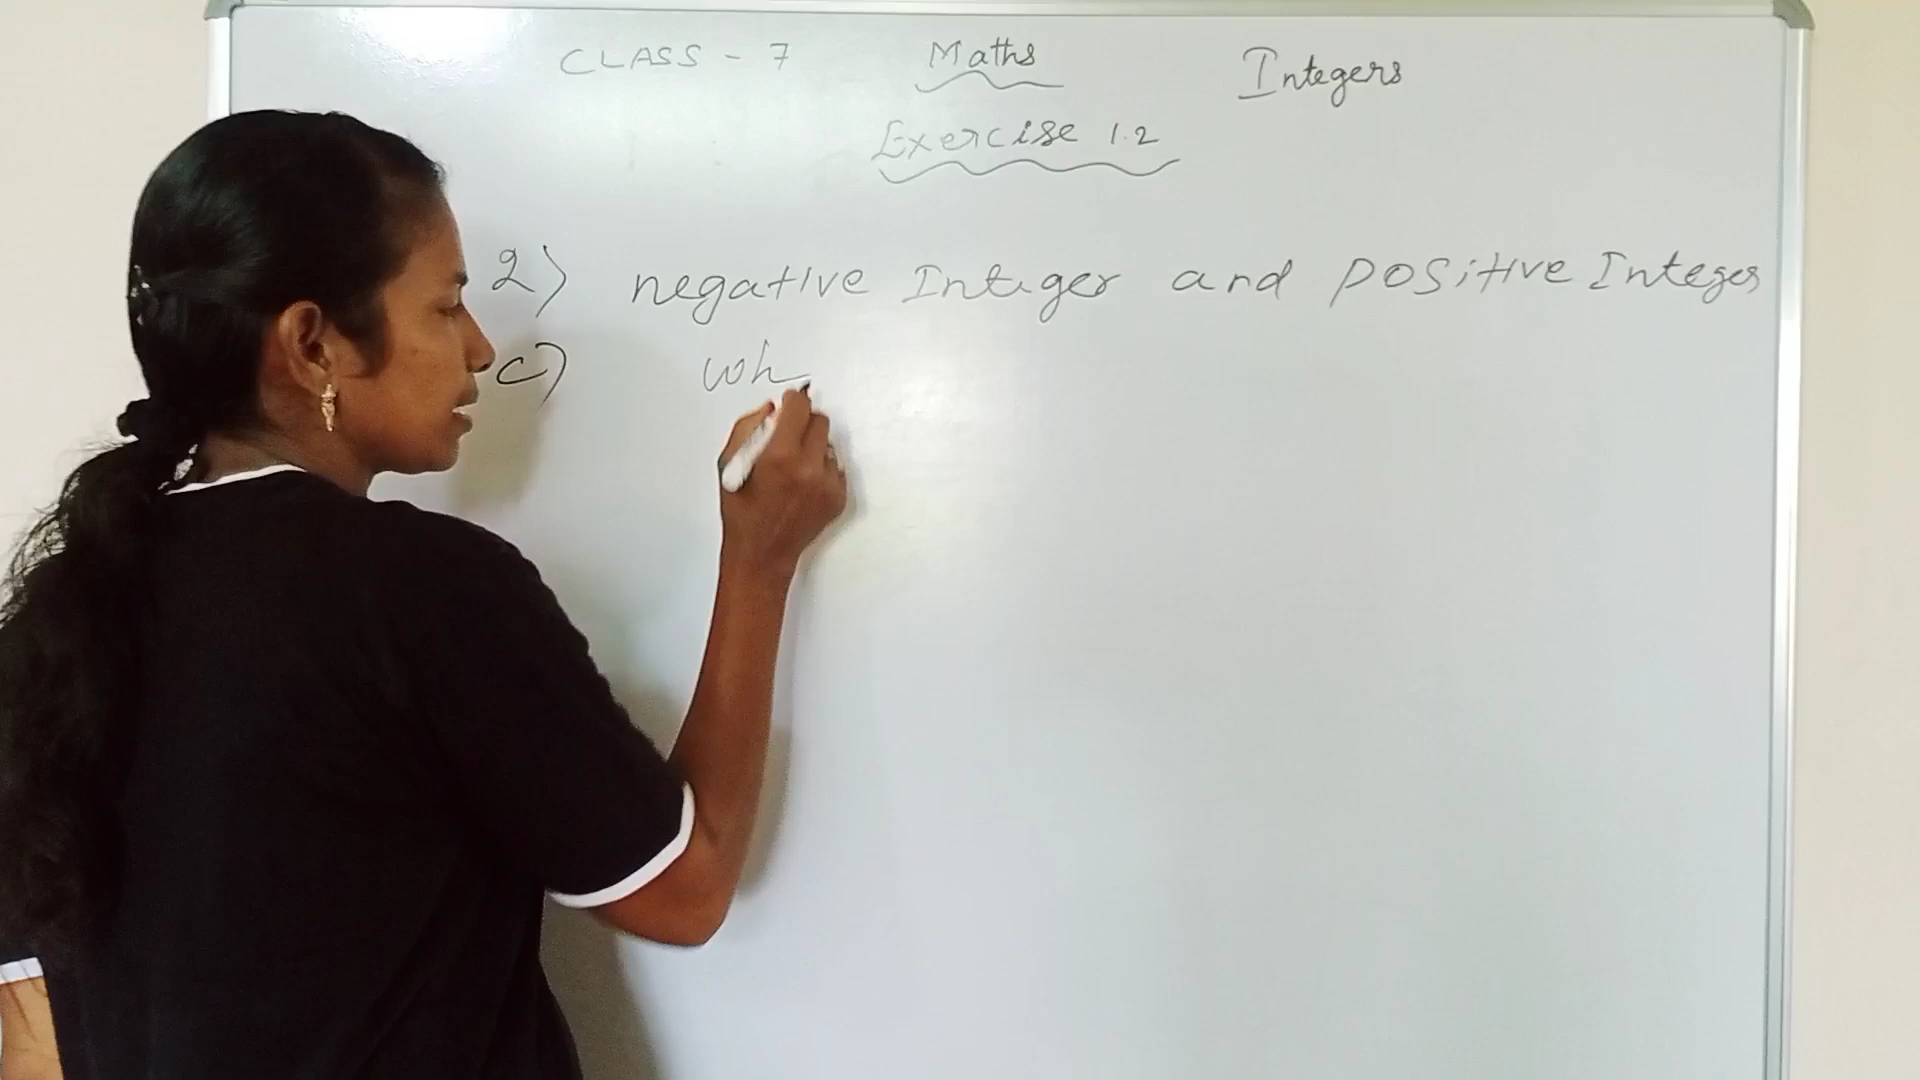 CLASS - 7 Maths Integers
Exercise 1.2
2) negative Integer and positive Integer
c) wh